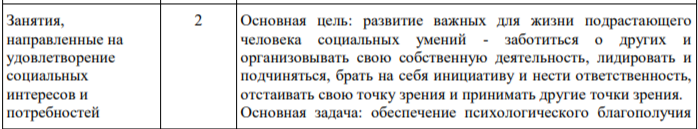 Занятия,
направленные на
удовлетворение
социальных
интересов и
потребностей
2
Основная цель: развитие важных для жизни подрастающего
человека социальных умений - заботиться о других и
организовывать свою собственную деятельность, лидировать и
подчиняться, брать на себя инициативу и нести ответственность,
отстаивать свою точку зрения и принимать другие точки зрения.
Основная задача: обеспечение психологического благополучия